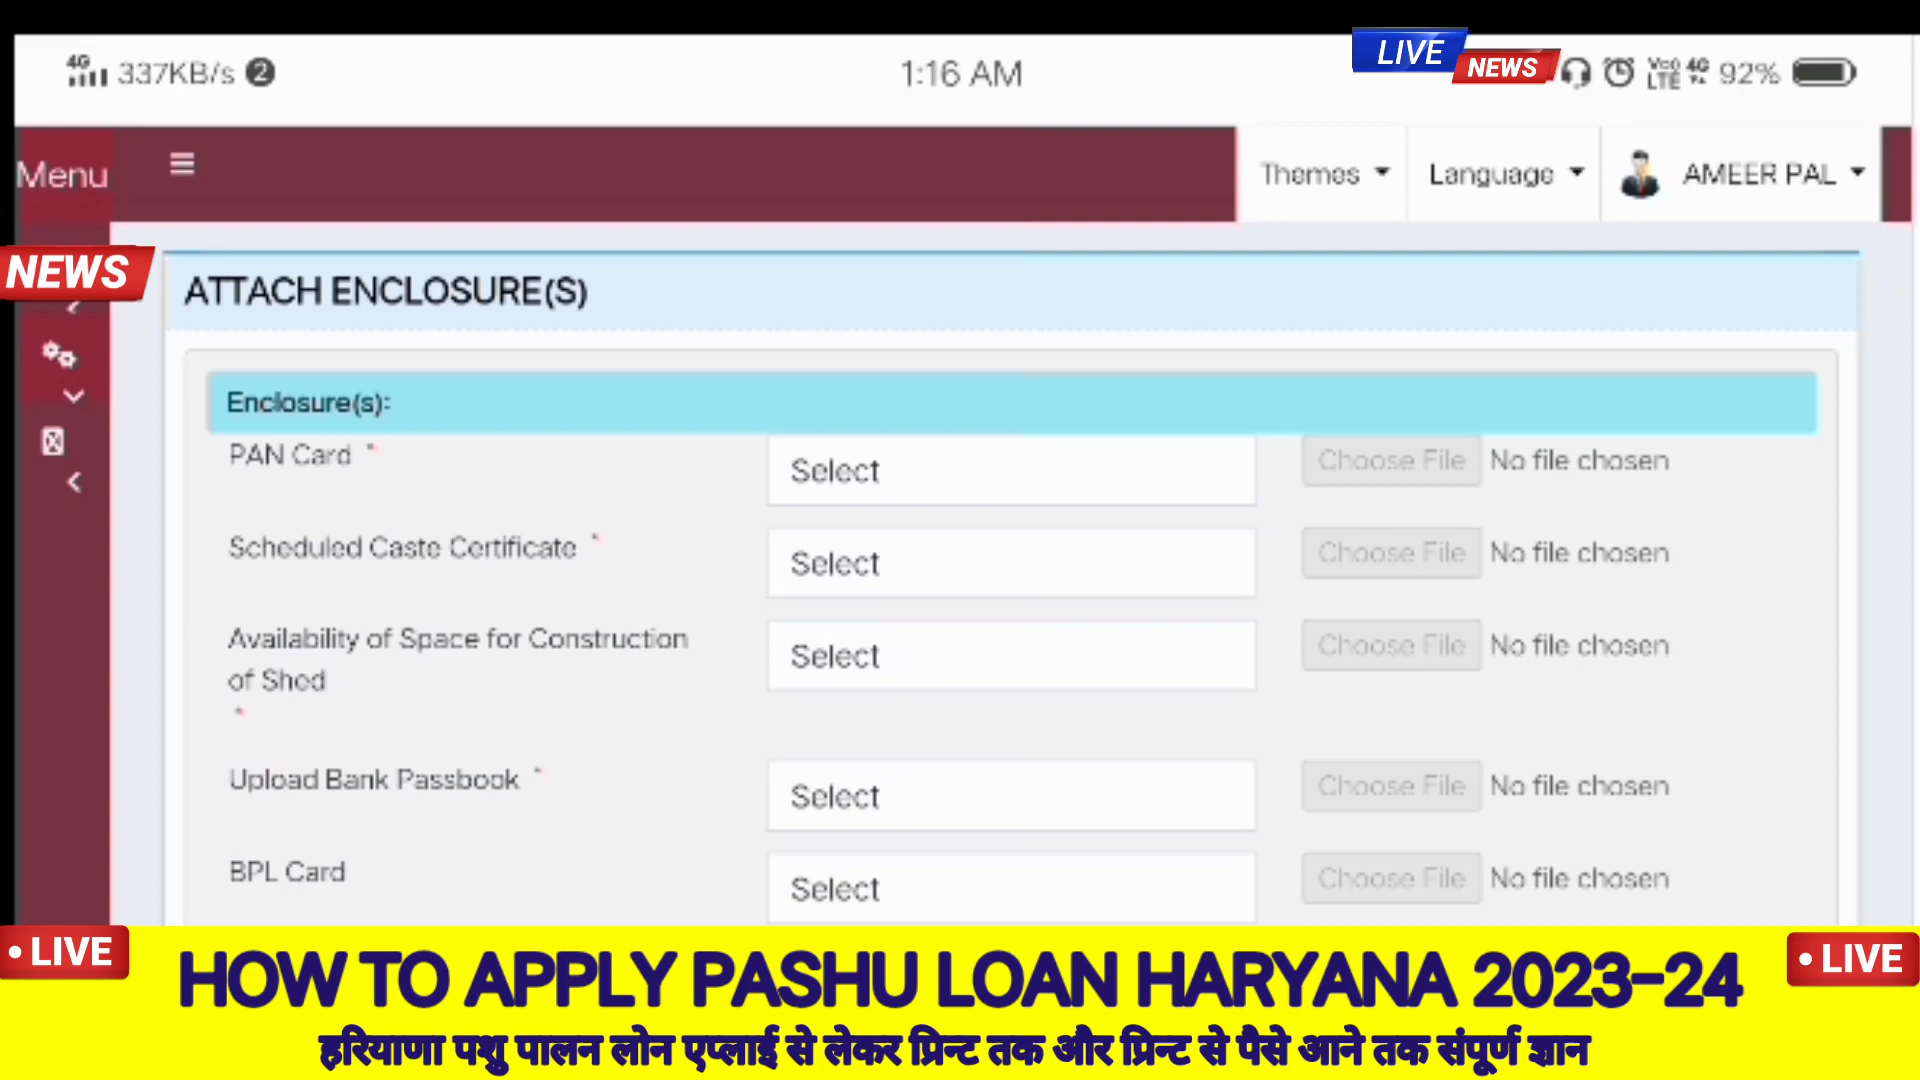 4G 337KB/s 2
1:16 AM
LIVE
NEWS
4G 92%
Menu
Themes
Language
AMEER PAL
NEWS
ATTACH ENCLOSURE(S)
Enclosure(s):
PAN Card *
Select
Choose File No file chosen
Scheduled Caste Certificate *
Select
Choose File No file chosen
Availability of Space for Construction
of Shed
*
Select
Choose File No file chosen
Upload Bank Passbook *
Select
Choose File No file chosen
BPL Card
Select
Choose File No file chosen
• LIVE
HOW TO APPLY PASHU LOAN HARYANA 2023-24
• LIVE
हरियाणा पशु पालन लोन एप्लाई से लेकर प्रिन्ट तक और प्रिन्ट से पैसे आने तक संपूर्ण ज्ञान